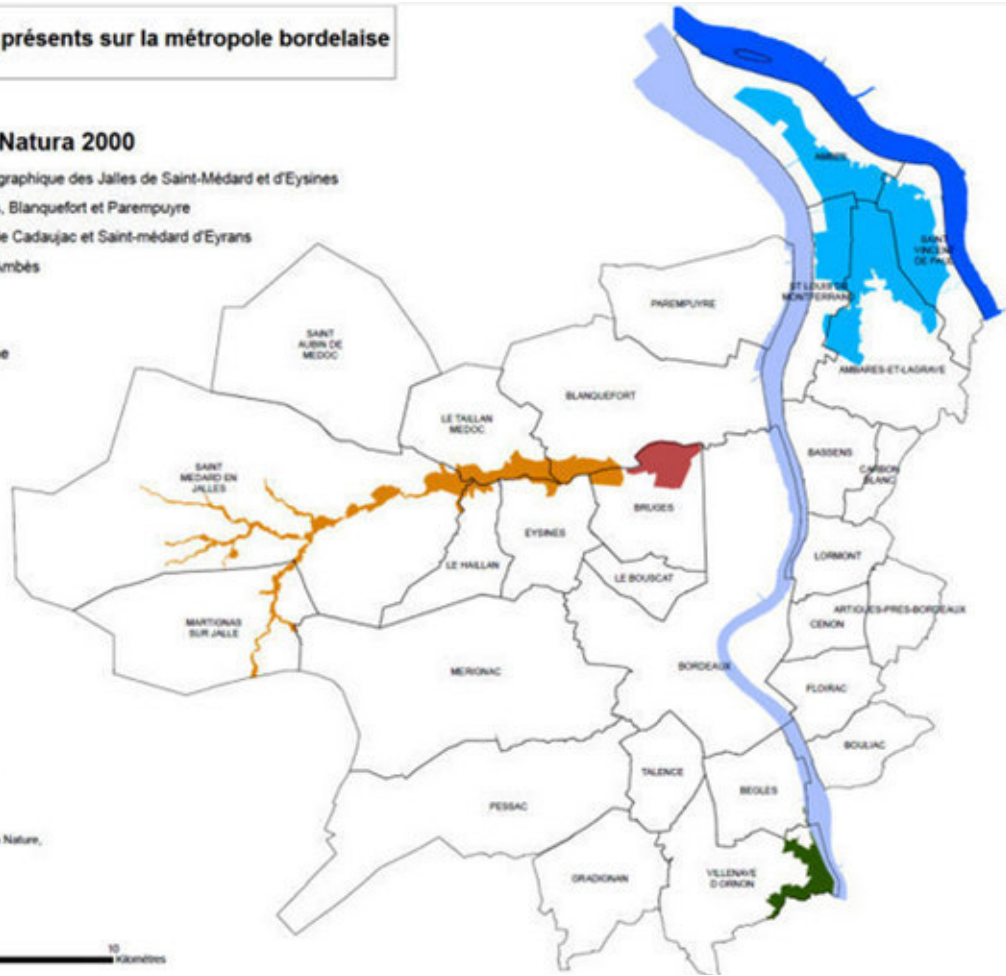 présents sur la métropole bordelaise
Natura 2000
graphique des Jalles de Saint-Médard et d'Eysines
, Blanquefort et Parempuyre
e Cadaujac et Saint-médard d'Eyrans
Ambès
AMBES
SAINT
VINCENT
DE PAUL
ST LOUIS DE
MONTFERRAND
PAREMPUYRE
SAINT
AUBIN DE
MEDOC
AMBARES-ET-LAGRAVE
BLANQUEFORT
LE TAILLAN
MEDOC
BASSENS
CARBON
BLANC
SAINT
MEDARD EN
JALLES
BRUGES
EYSINES
LORMONT
LE HAILLAN
LE BOUSCAT
ARTIGUES-PRES-BORDEAUX
CENON
MARTIGNAS
SUR JALLE
MERIGNAC
BORDEAUX
FLOIRAC
BOULIAC
TALENCE
BEGLES
PESSAC
Nature,
GRADIGNAN
VILLENAVE
D ORNON
10
Kilomètres